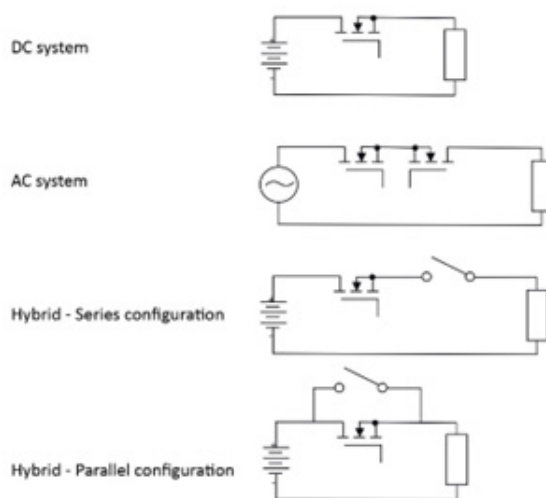 DC system
AC system
Hybrid - Series configuration
Hybrid - Parallel configuration